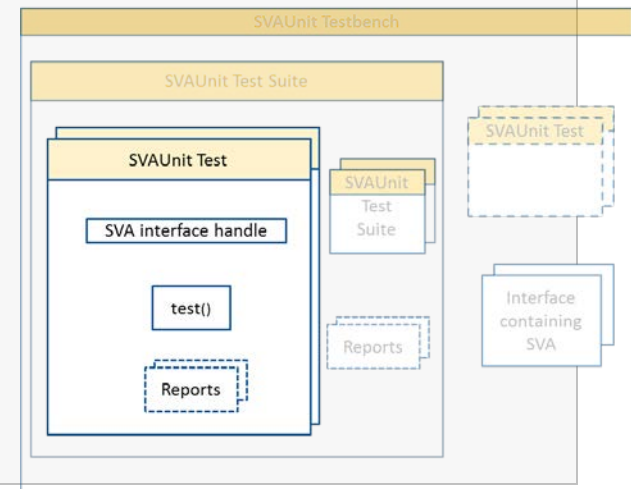 SVAUnit Testbench
SVAUnit Test Suite
SVAUnit Test
SVA interface handle
test()
Reports
SVAUnit
Test
Suite
Reports
SVAUnit Test
Interface
containing
SVA